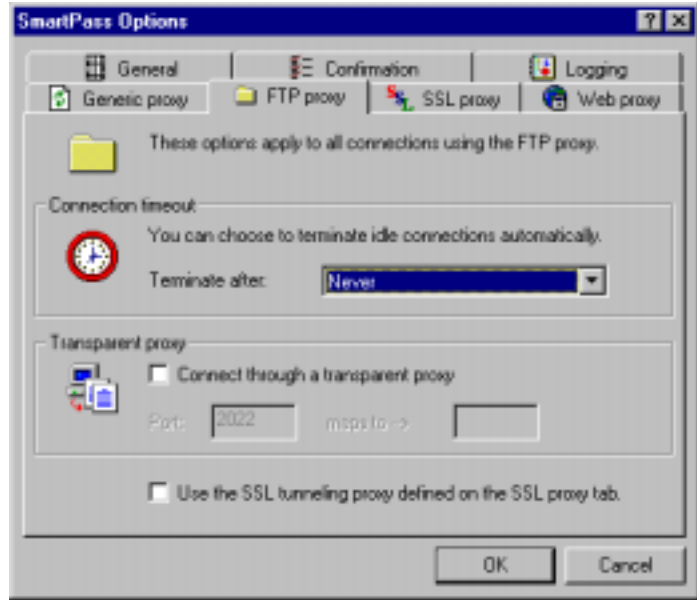 SmartPass Options
General
Confirmation
Logging
Generic proxy
FTP proxy
SSL proxy
Web proxy
These options apply to all connections using the FTP proxy.
Connection timeout
You can choose to terminate idle connections automatically.
Terminate after:
Never
Transparent proxy
Connect through a transparent proxy
Port:
2022
maps to ->
Use the SSL tunneling proxy defined on the SSL proxy tab.
OK
Cancel